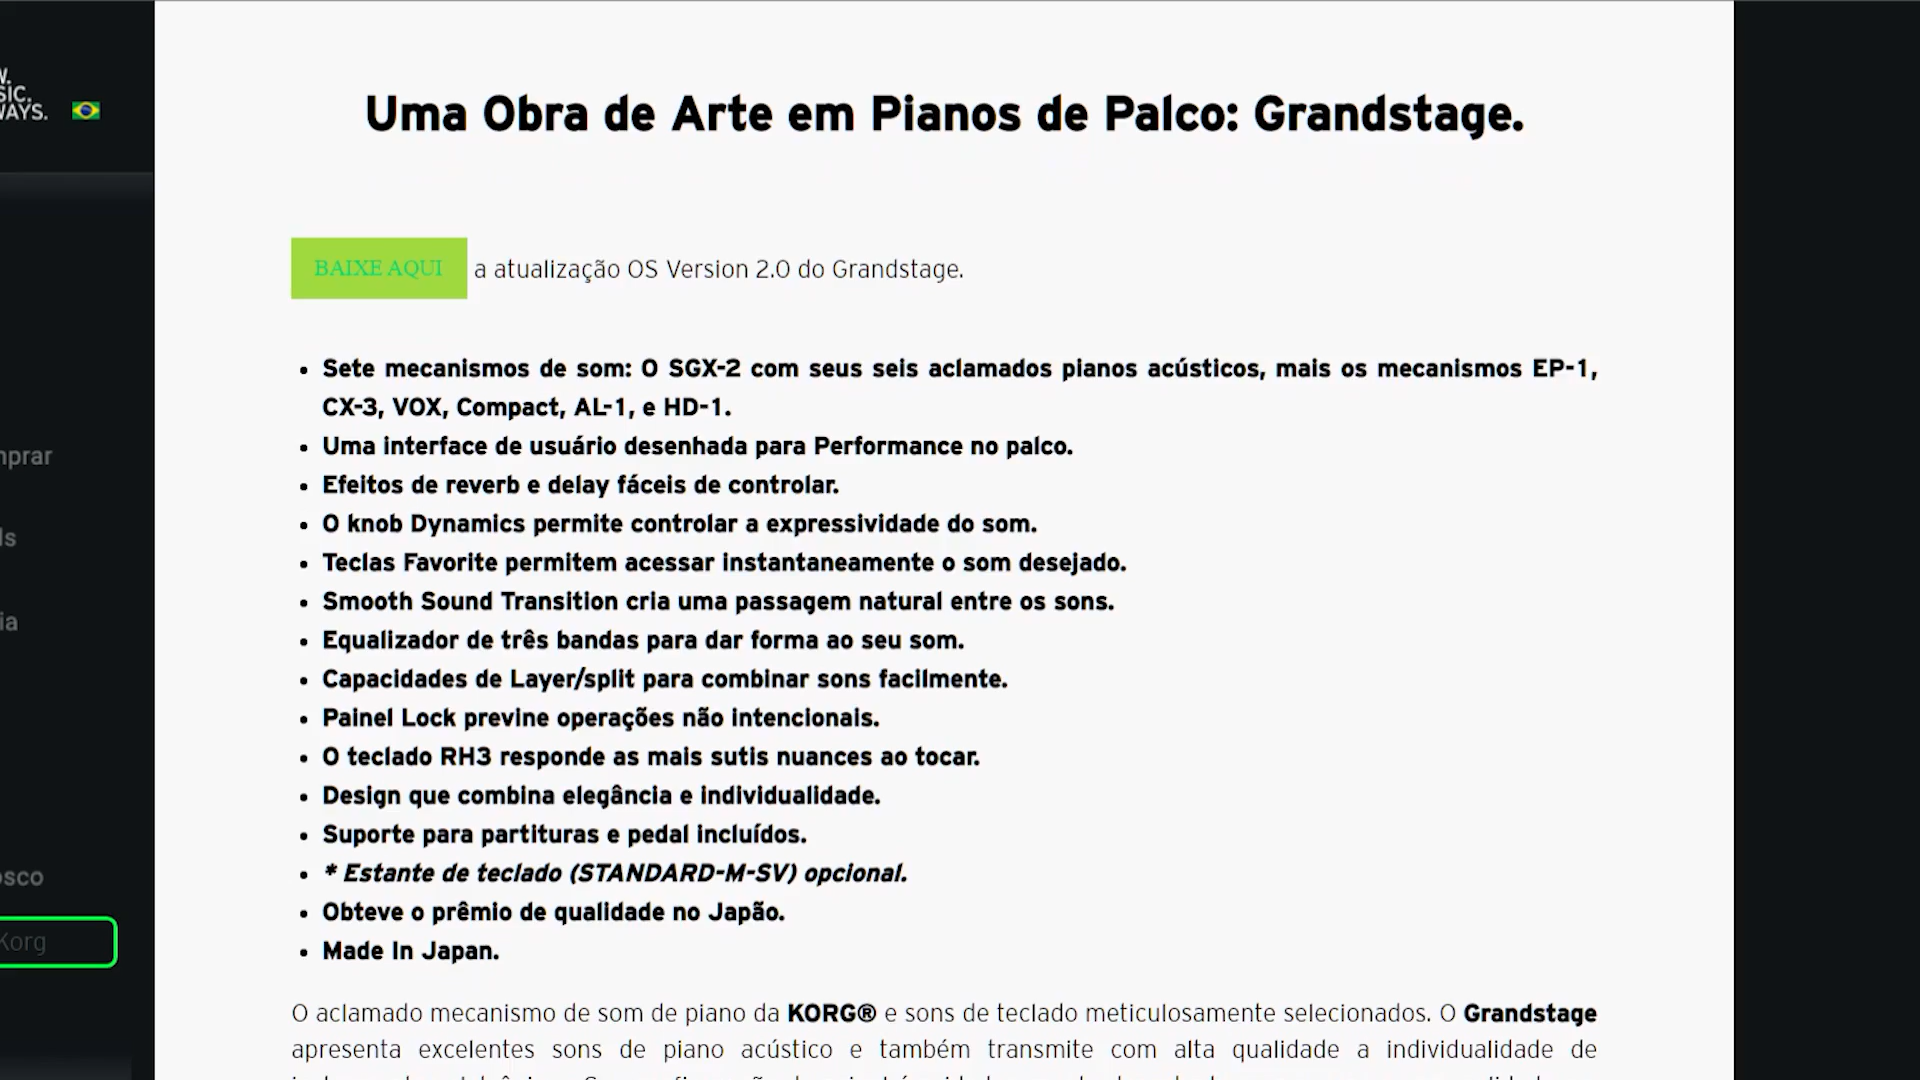 WAYS.
Uma Obra de Arte em Pianos de Palco: Grandstage.
BAIXE AQUI a atualização OS Version 2.0 do Grandstage.
• Sete mecanismos de som: O SGX-2 com seus seis aclamados pianos acústicos, mais os mecanismos EP-1,
CX-3, VOX, Compact, AL-1, e HD-1.
• Uma interface de usuário desenhada para Performance no palco.
• Efeitos de reverb e delay fáceis de controlar.
• O knob Dynamics permite controlar a expressividade do som.
• Teclas Favorite permitem acessar instantaneamente o som desejado.
• Smooth Sound Transition cria uma passagem natural entre os sons.
• Equalizador de três bandas para dar forma ao seu som.
• Capacidades de Layer/split para combinar sons facilmente.
• Painel Lock previne operações não intencionais.
• O teclado RH3 responde as mais sutis nuances ao tocar.
• Design que combina elegância e individualidade.
• Suporte para partituras e pedal incluídos.
• * Estante de teclado (STANDARD-M-SV) opcional.
• Obteve o prêmio de qualidade no Japão.
Korg
• Made In Japan.
O aclamado mecanismo de som de piano da KORG® e sons de teclado meticulosamente selecionados. O Grandstage
apresenta excelentes sons de piano acústico e também transmite com alta qualidade a individualidade de